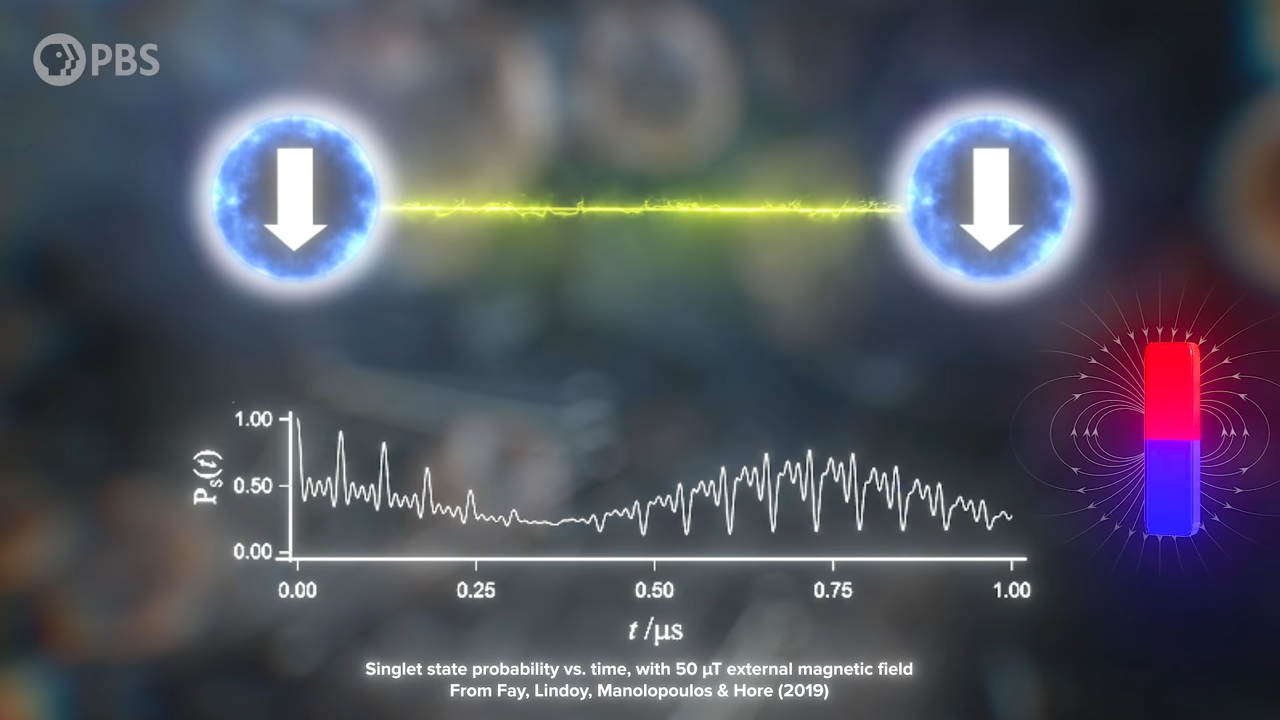 PBS
1.00
0.50
0.00
Pₛ(t)
0.00 0.25 0.50 0.75 1.00
t /μs
Singlet state probability vs. time, with 50 μT external magnetic field
From Fay, Lindoy, Manolopoulos & Hore (2019)